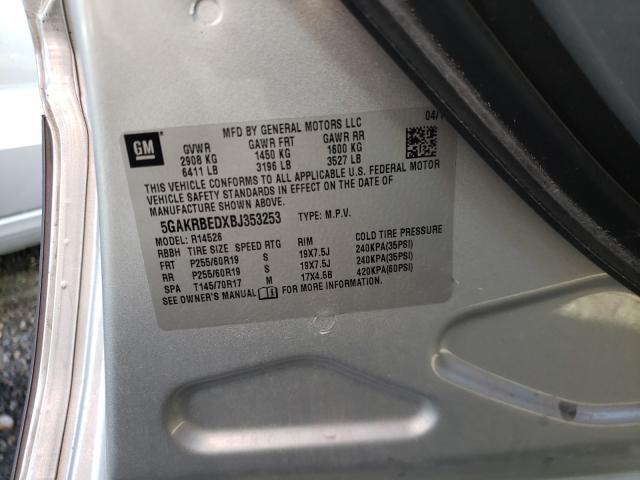 MFD BY GENERAL MOTORS LLC 04/1
GM
GVWR GAWR FRT GAWR RR
2908 KG 1450 KG 1600 KG
6411 LB 3196 LB 3527 LB
THIS VEHICLE CONFORMS TO ALL APPLICABLE U.S. FEDERAL MOTOR
VEHICLE SAFETY STANDARDS IN EFFECT ON THE DATE OF
MANUFACTURE SHOWN ABOVE.
5GAKRBEDXBJ353253 TYPE: M.P.V.
MODEL: R14526
RBBH TIRE SIZE SPEED RTG RIM COLD TIRE PRESSURE
FRT P255/60R19 S 19X7.5J 240KPA(35PSI)
RR P255/60R19 S 19X7.5J 240KPA(35PSI)
SPA T145/70R17 M 17X4.5B 420KPA(60PSI)
SEE OWNER'S MANUAL FOR MORE INFORMATION